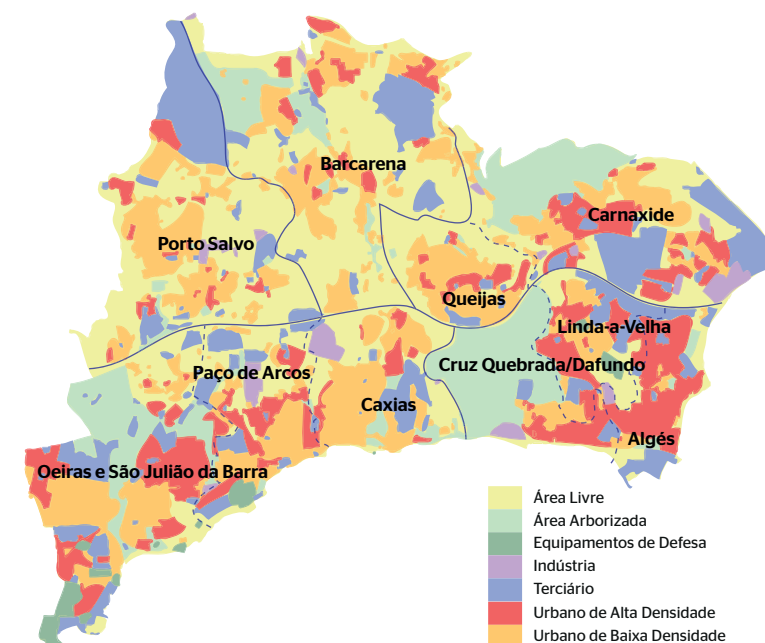 Barcarena
Carnaxide
Porto Salvo
Queijas
Linda-a-Velha
Cruz Quebrada/Dafundo
Paço de Arcos
Caxias
Algés
Oeiras e São Julião da Barra
Área Livre
Área Arborizada
Equipamentos de Defesa
Indústria
Terciário
Urbano de Alta Densidade
Urbano de Baixa Densidade